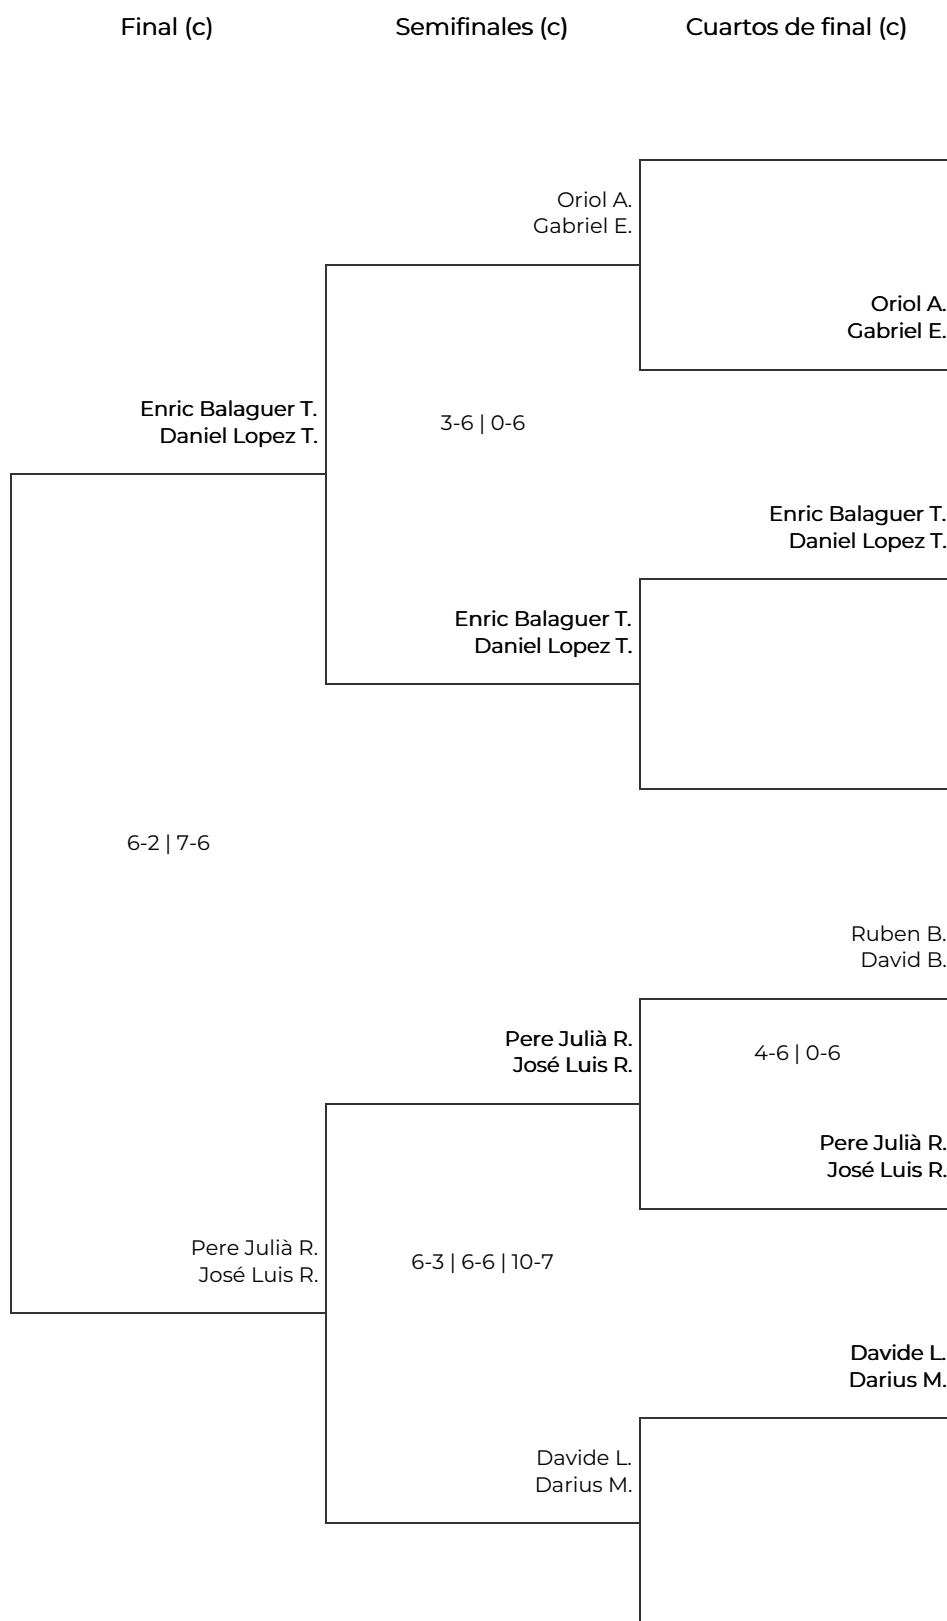 Final (c)
Semifinales (c)
Cuartos de final (c)
Oriol A.
Gabriel E.
Oriol A.
Gabriel E.
Enric Balaguer T.
Daniel Lopez T.
3-6 | 0-6
Enric Balaguer T.
Daniel Lopez T.
Enric Balaguer T.
Daniel Lopez T.
6-2 | 7-6
Ruben B.
David B.
Pere Julià R.
José Luis R.
4-6 | 0-6
Pere Julià R.
José Luis R.
Pere Julià R.
José Luis R.
6-3 | 6-6 | 10-7
Davide L.
Darius M.
Davide L.
Darius M.